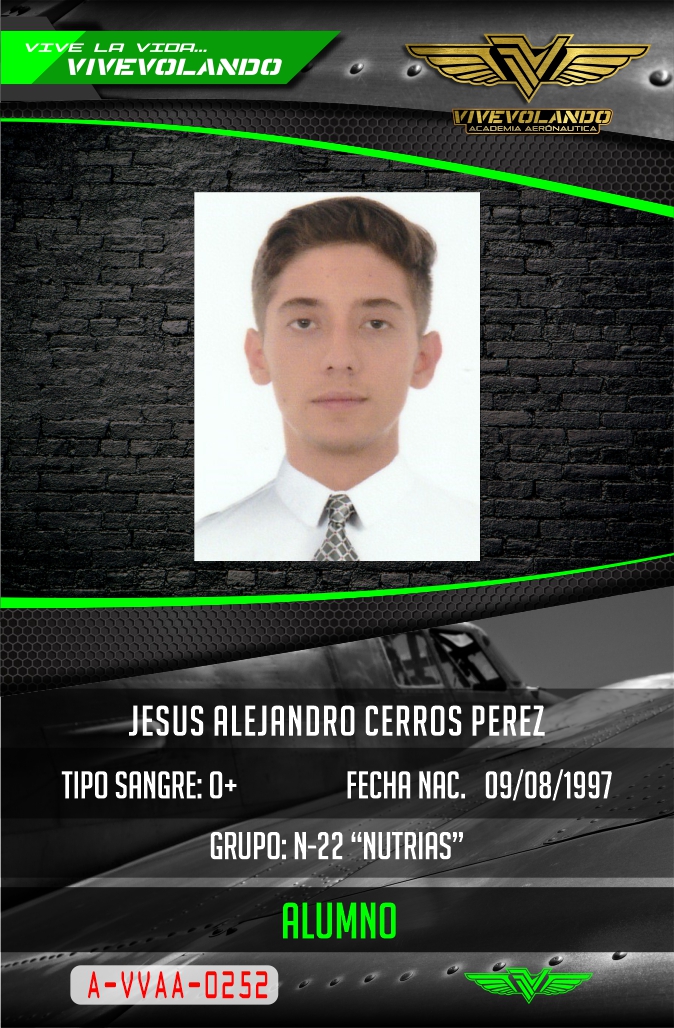 VIVE LA VIDA...
VIVEVOLANDO
VIVEVOLANDO
ACADEMIA AERÓNAUTICA
JESUS ALEJANDRO CERROS PEREZ
TIPO SANGRE: O+ FECHA NAC. 09/08/1997
GRUPO: N-22 “NUTRIAS”
ALUMNO
A-VVAA-0252